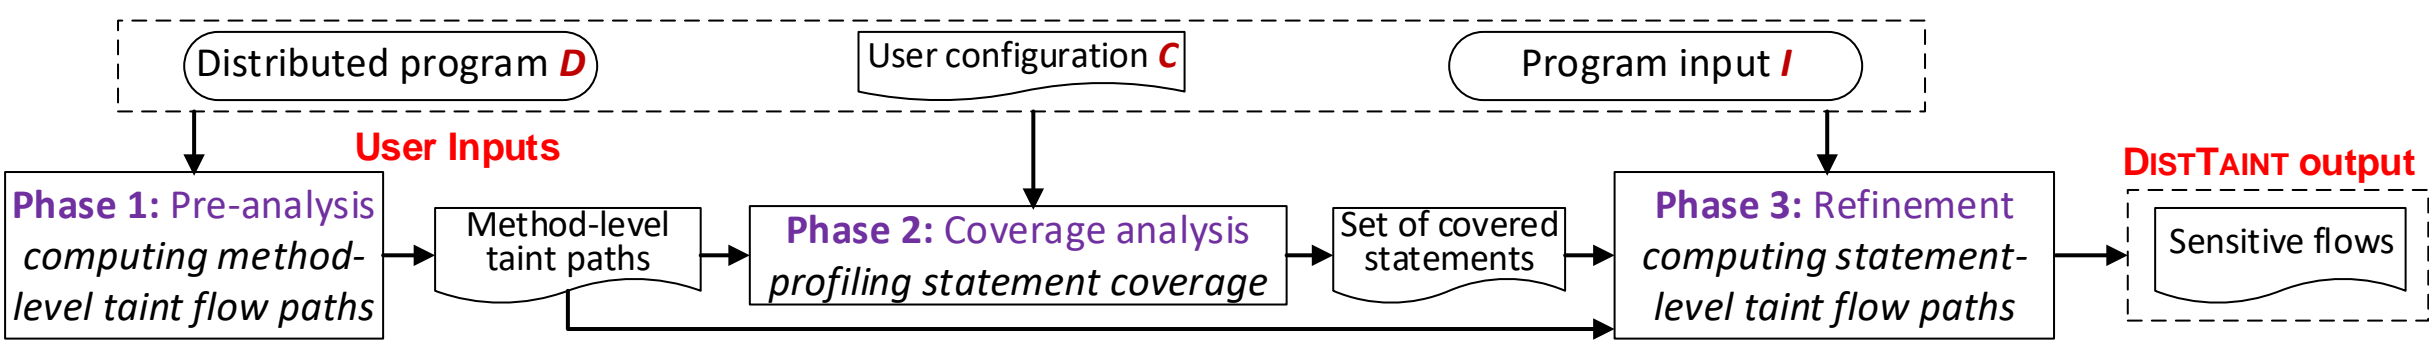 Distributed program D
User configuration C
Program input I
User Inputs
DISTTAINT output
Phase 1: Pre-analysis
computing method-
level taint flow paths
Method-level
taint paths
Phase 2: Coverage analysis
profiling statement coverage
Set of covered
statements
Phase 3: Refinement
computing statement-
level taint flow paths
Sensitive flows